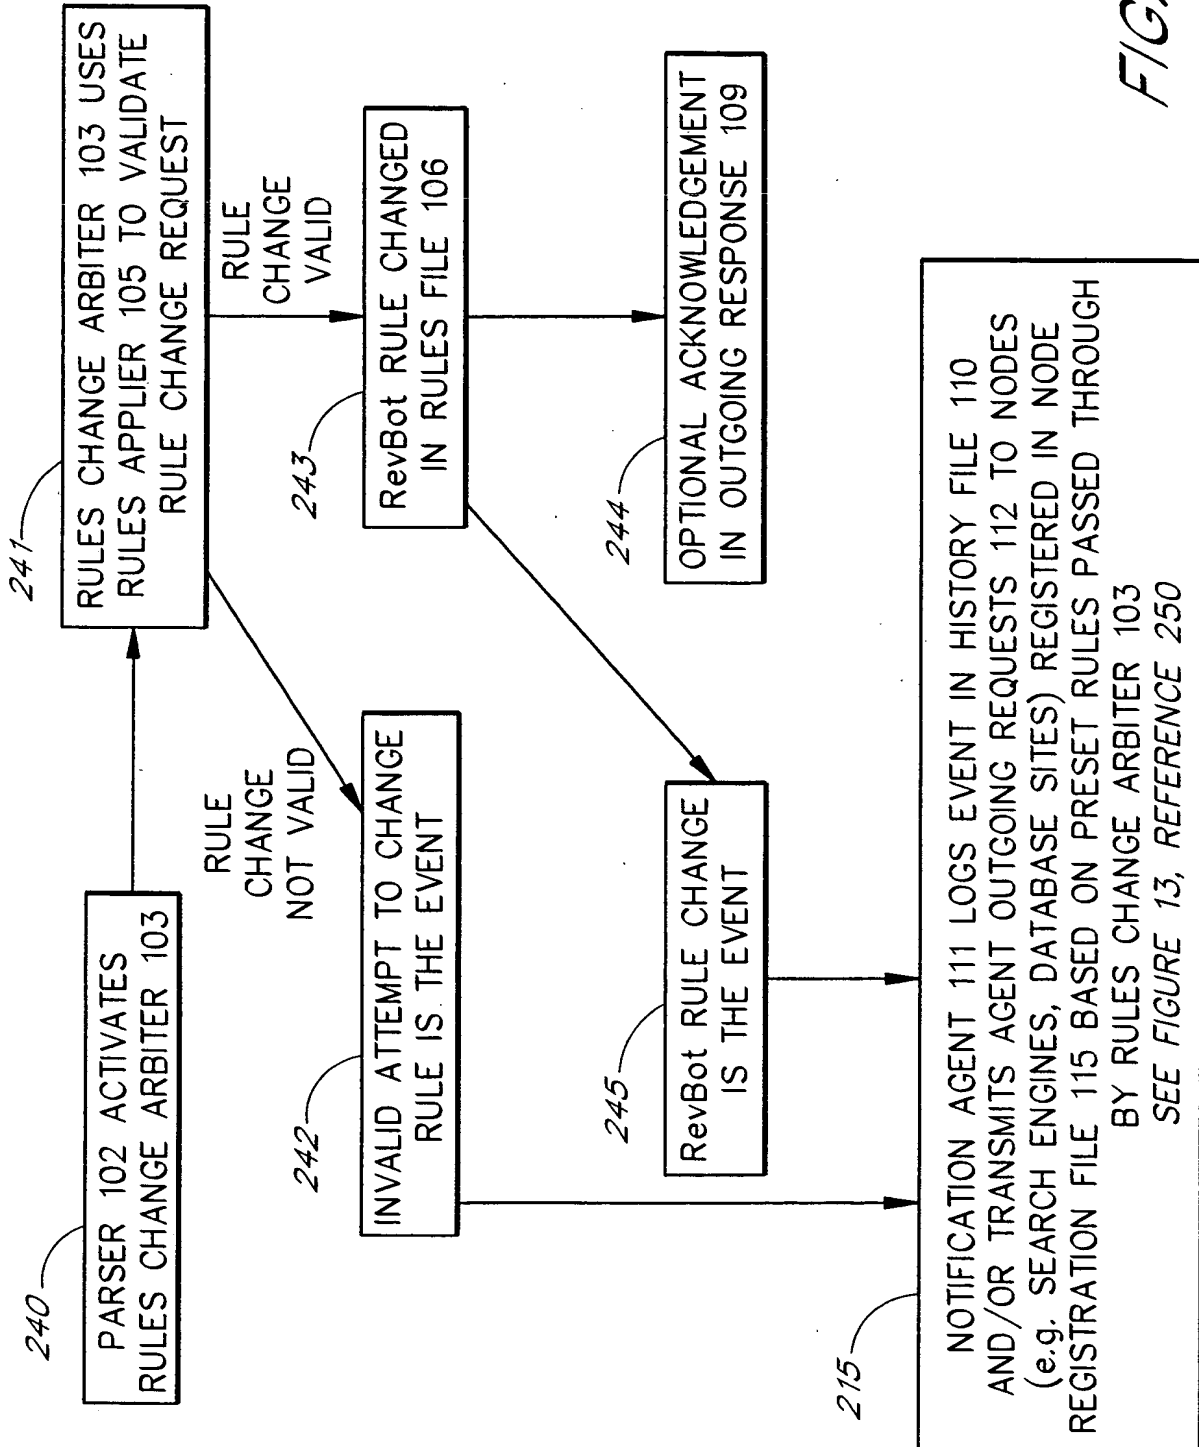 240
PARSER 102 ACTIVATES
RULES CHANGE ARBITER 103
241
RULES CHANGE ARBITER 103 USES
RULES APPLIER 105 TO VALIDATE
RULE CHANGE REQUEST
RULE
CHANGE
NOT VALID
RULE
CHANGE
VALID
242
INVALID ATTEMPT TO CHANGE
RULE IS THE EVENT
243
RevBot RULE CHANGED
IN RULES FILE 106
245
RevBot RULE CHANGE
IS THE EVENT
244
OPTIONAL ACKNOWLEDGEMENT
IN OUTGOING RESPONSE 109
215
NOTIFICATION AGENT 111 LOGS EVENT IN HISTORY FILE 110
AND/OR TRANSMITS AGENT OUTGOING REQUESTS 112 TO NODES
(e.g. SEARCH ENGINES, DATABASE SITES) REGISTERED IN NODE
REGISTRATION FILE 115 BASED ON PRESET RULES PASSED THROUGH
BY RULES CHANGE ARBITER 103
SEE FIGURE 13, REFERENCE 250
FIG.